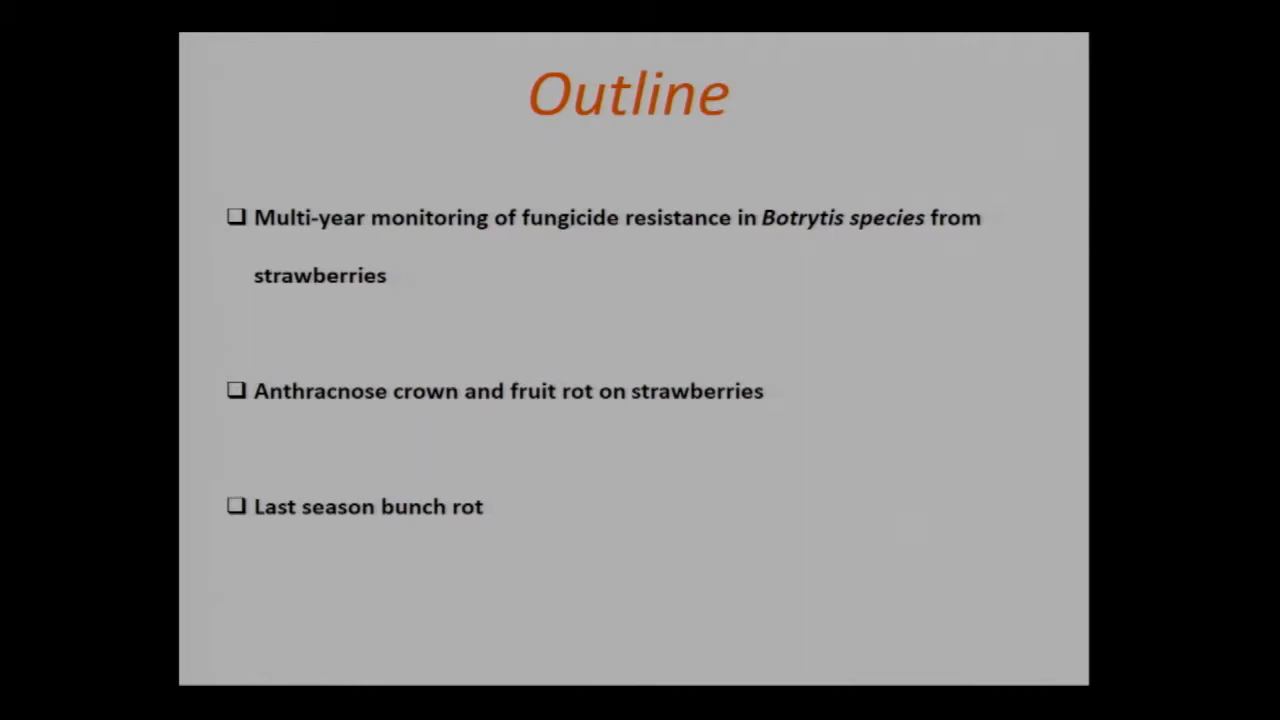 Outline
❑ Multi-year monitoring of fungicide resistance in Botrytis species from
strawberries
❑ Anthracnose crown and fruit rot on strawberries
❑ Last season bunch rot